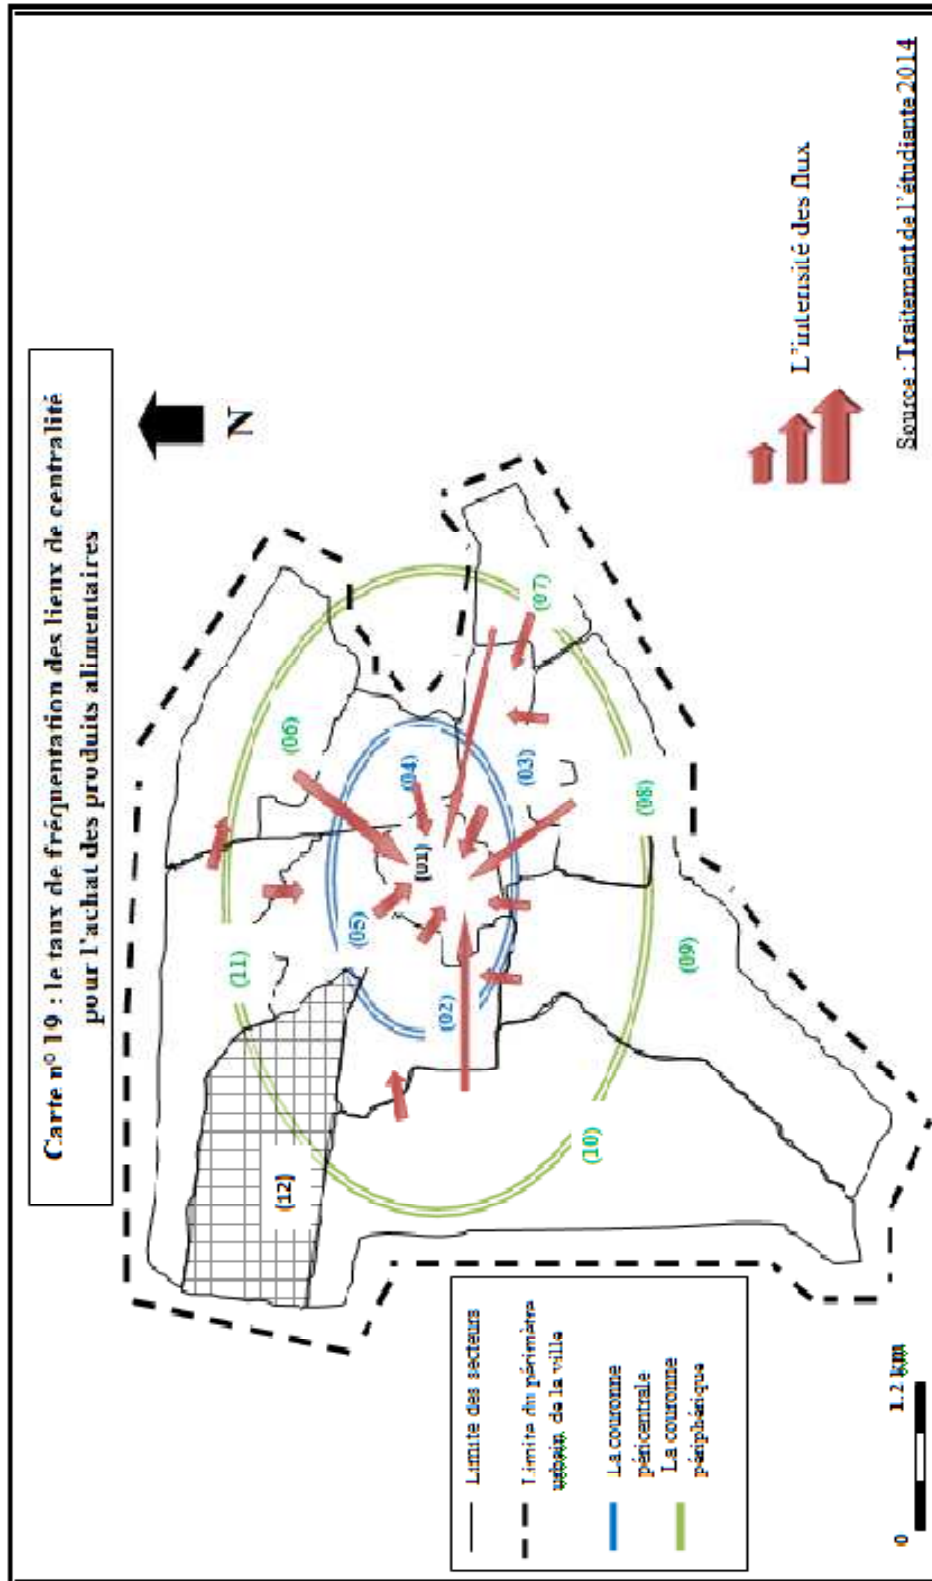 Carte n° 19 : le taux de fréquentation des lieux de centralité
pour l'achat des produits alimentaires
N
(11)
(06)
(12)
(05)
(04)
(01)
(02)
(03)
(07)
(10)
(09)
(08)
Limite des secteurs
Limite du périmètre
urbain de la ville
La couronne
péricentrale
La couronne
périphérique
0
1.2 km
L'intensité des flux
Source : Traitement de l'étudiante 2014